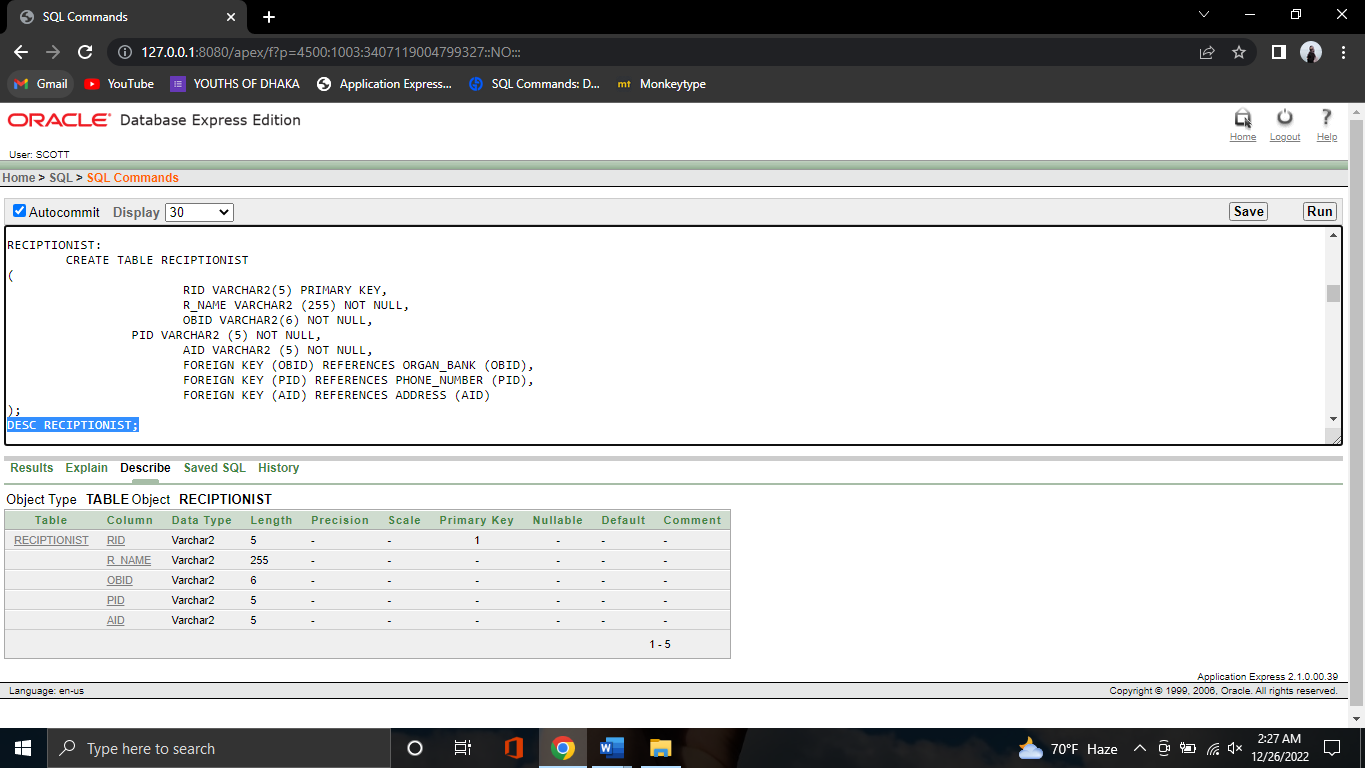 SQL Commands
127.0.0.1:8080/apex/f?p=4500:1003:3407119004799327::NO:::
Gmail YouTube YOUTHS OF DHAKA Application Express... SQL Commands: D... mt Monkeytype
ORACLE Database Express Edition
Home Logout Help
User: SCOTT
Home > SQL > SQL Commands
Autocommit Display 30 Save Run
RECIPTIONIST:
CREATE TABLE RECIPTIONIST
(
RID VARCHAR2(5) PRIMARY KEY,
R_NAME VARCHAR2 (255) NOT NULL,
OBID VARCHAR2(6) NOT NULL,
PID VARCHAR2 (5) NOT NULL,
AID VARCHAR2 (5) NOT NULL,
FOREIGN KEY (OBID) REFERENCES ORGAN_BANK (OBID),
FOREIGN KEY (PID) REFERENCES PHONE_NUMBER (PID),
FOREIGN KEY (AID) REFERENCES ADDRESS (AID)
);
DESC RECIPTIONIST;
Results Explain Describe Saved SQL History
Object Type TABLE Object RECIPTIONIST
Table Column Data Type Length Precision Scale Primary Key Nullable Default Comment
RECIPTIONIST RID Varchar2 5 - - 1 - - -
R_NAME Varchar2 255 - - - - - -
OBID Varchar2 6 - - - - - -
PID Varchar2 5 - - - - - -
AID Varchar2 5 - - - - - -
1 - 5
Application Express 2.1.0.00.39
Language: en-us Copyright © 1999, 2006, Oracle. All rights reserved.
Type here to search 70°F Haze 2:27 AM
12/26/2022